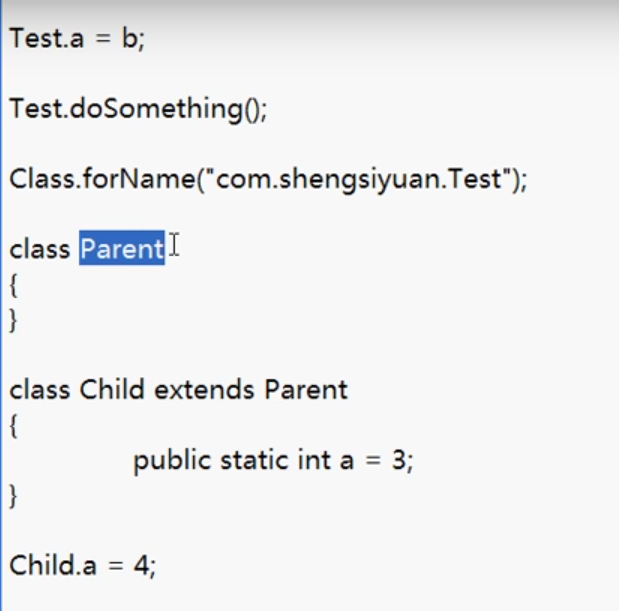 Test.a = b;
Test.doSomething();
Class.forName("com.shengsiyuan.Test");
class Parent
{
}
class Child extends Parent
{
public static int a = 3;
}
Child.a = 4;